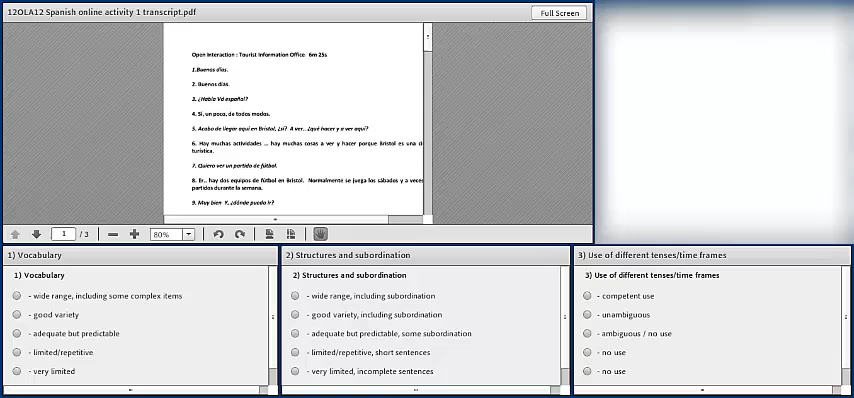 12OLA12 Spanish online activity 1 transcript.pdf
Full Screen
Open Interaction : Tourist Information Office   6m 25s
1.Buenos días.
2. Buenos días.
3. ¿Habla Vd español?
4. Sí, un poco, de todos modos.
5. Acabo de llegar aquí en Bristol, ¿sí?  A ver...¿qué hacer y a ver aquí?
6. Hay muchas actividades ... hay muchas cosas a ver y hacer porque Bristol es una
turística.
7. Quiero ver un partido de fútbol.
8. Er.. hay dos equipos de fútbol en Bristol.  Normalmente se juega los sábados y a veces
partidos durante la semana.
9. Muy bien  Y, ¿dónde puedo ir?
1 / 3
80%
1) Vocabulary
1) Vocabulary
- wide range, including some complex items
- good variety
- adequate but predictable
- limited/repetitive
- very limited
2) Structures and subordination
2) Structures and subordination
- wide range, including subordination
- good variety, including subordination
- adequate but predictable, some subordination
- limited/repetitive, short sentences
- very limited, incomplete sentences
3) Use of different tenses/time frames
3) Use of different tenses/time frames
- competent use
- unambiguous
- ambiguous / no use
- no use
- no use